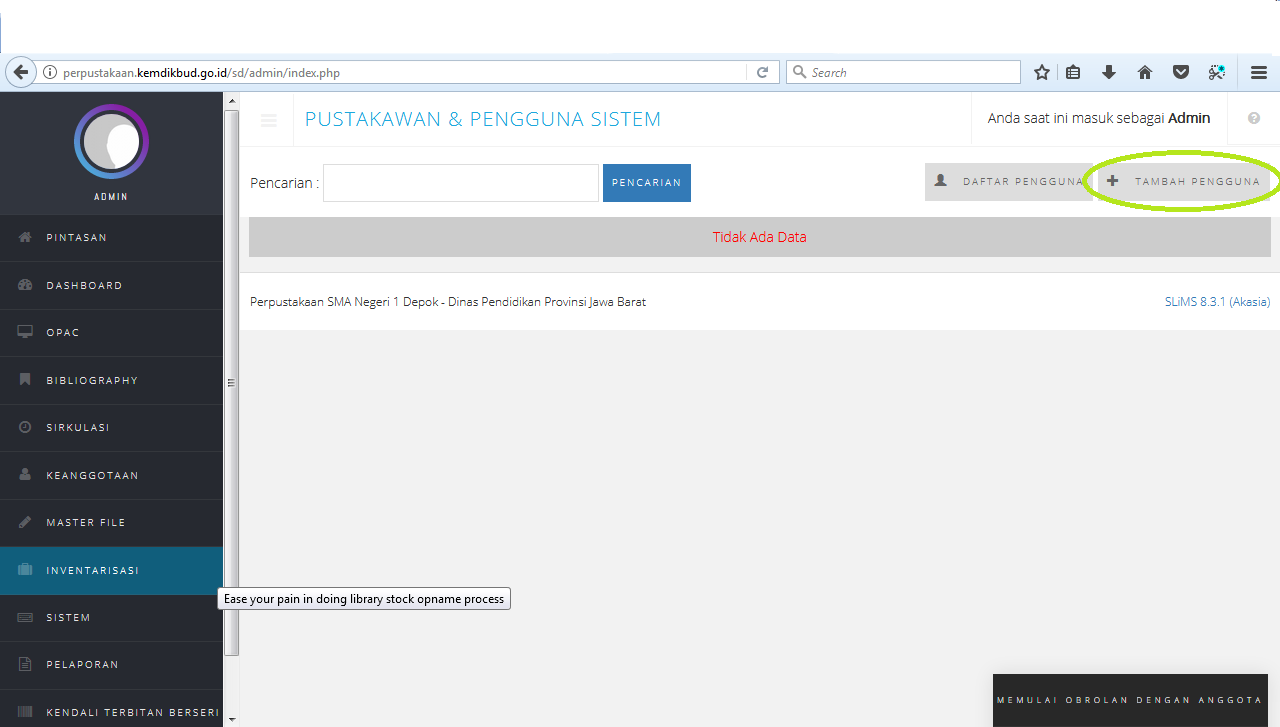 perpustakaan.kemdikbud.go.id/sd/admin/index.php
Search
ADMIN
PUSTAKAWAN & PENGGUNA SISTEM
Anda saat ini masuk sebagai Admin
Pencarian :
PENCARIAN
DAFTAR PENGGUNA
TAMBAH PENGGUNA
Tidak Ada Data
Perpustakaan SMA Negeri 1 Depok - Dinas Pendidikan Provinsi Jawa Barat
SLiMS 8.3.1 (Akasia)
PINTASAN
DASHBOARD
OPAC
BIBLIOGRAPHY
SIRKULASI
KEANGGOTAAN
MASTER FILE
INVENTARISASI
Ease your pain in doing library stock opname process
SISTEM
PELAPORAN
KENDALI TERBITAN BERSERI
MEMULAI OBROLAN DENGAN ANGGOTA